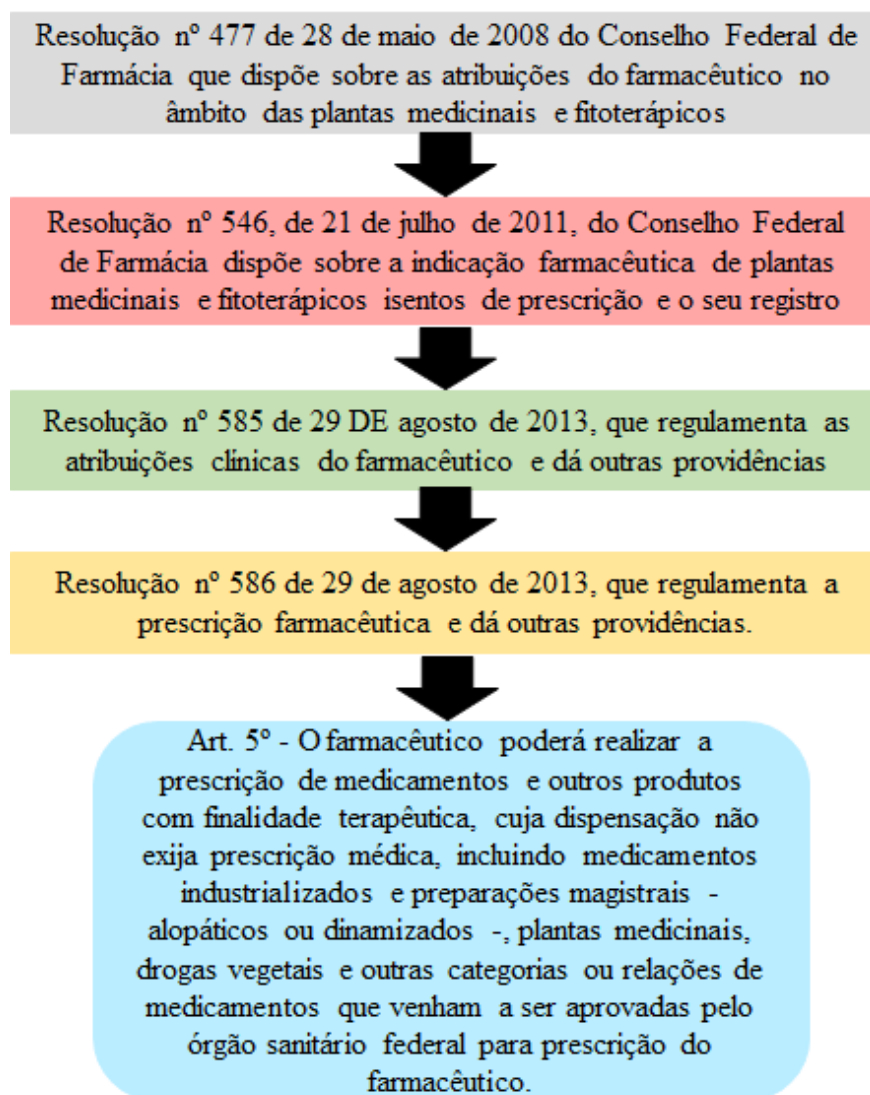 Resolução nº 477 de 28 de maio de 2008 do Conselho Federal de
Farmácia que dispõe sobre as atribuições do farmacêutico no
âmbito das plantas medicinais e fitoterápicos
Resolução nº 546, de 21 de julho de 2011, do Conselho Federal
de Farmácia dispõe sobre a indicação farmacêutica de plantas
medicinais e fitoterápicos isentos de prescrição e o seu registro
Resolução nº 585 de 29 DE agosto de 2013, que regulamenta as
atribuições clínicas do farmacêutico e dá outras providências
Resolução nº 586 de 29 de agosto de 2013, que regulamenta a
prescrição farmacêutica e dá outras providências.
Art. 5º - O farmacêutico poderá realizar a
prescrição de medicamentos e outros produtos
com finalidade terapêutica, cuja dispensação não
exija prescrição médica, incluindo medicamentos
industrializados e preparações magistrais -
alopáticos ou dinamizados -, plantas medicinais,
drogas vegetais e outras categorias ou relações de
medicamentos que venham a ser aprovadas pelo
órgão sanitário federal para prescrição do
farmacêutico.